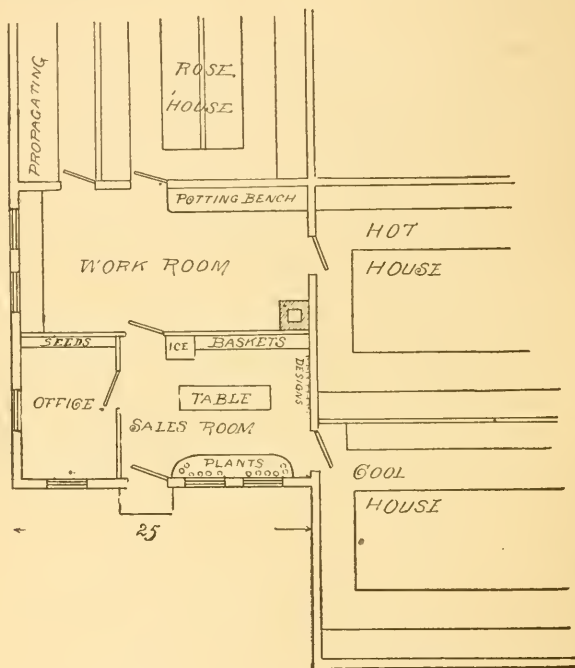 PROPAGATING
ROSE
HOUSE
POTTING BENCH
HOT
HOUSE
WORK ROOM
SEEDS
ICE
BASKETS
DESIGNS
OFFICE
TABLE
SALES ROOM
PLANTS
COOL
HOUSE
25